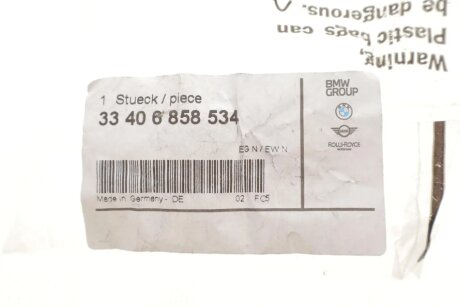 Warning,
Plastic bags can
be dangerous.
1 Stueck / piece
33 40 6 858 534
EG N / EW N
Made in Germany - DE 02 FC5
BMW
GROUP
ROLLS-ROYCE